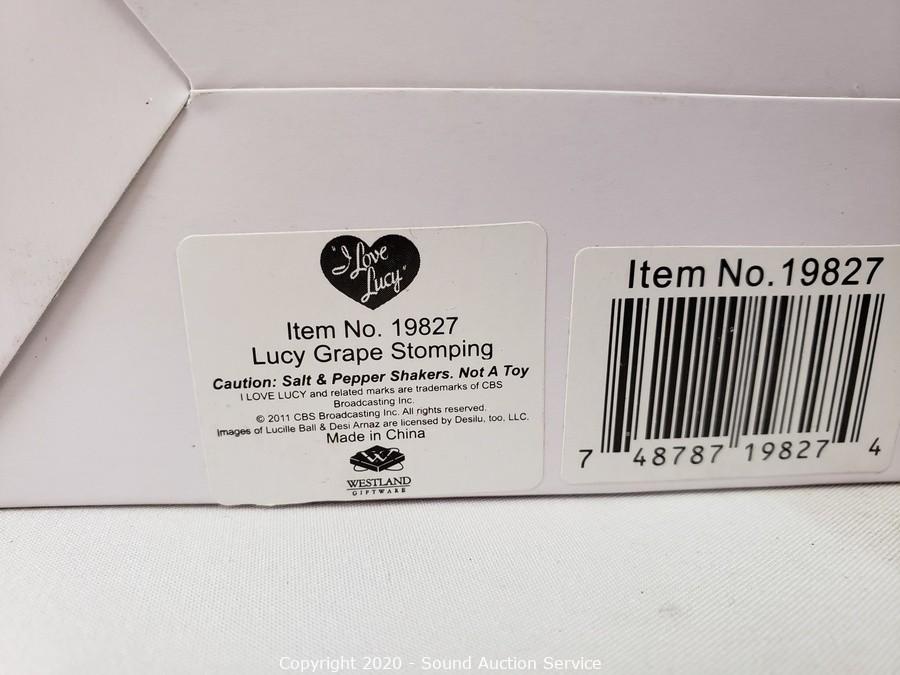 "I Love
Lucy"
Item No. 19827
Lucy Grape Stomping
Caution: Salt & Pepper Shakers. Not A Toy
I LOVE LUCY and related marks are trademarks of CBS
Broadcasting Inc.
© 2011 CBS Broadcasting Inc. All rights reserved.
Images of Lucille Ball & Desi Arnaz are licensed by Desilu, too, LLC.
Made in China
W
WESTLAND
GIFTWARE
Item No.19827
7 48787 19827 4
Copyright 2020 - Sound Auction Service